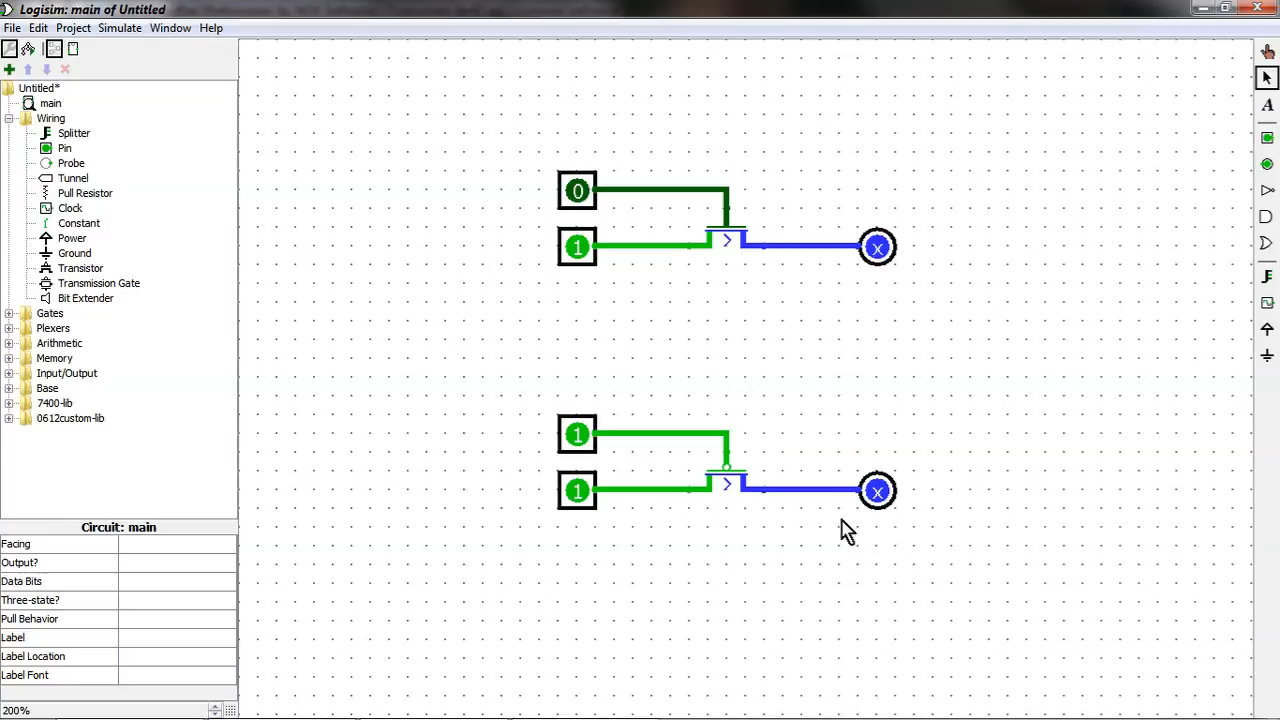 Logisim: main of Untitled
File Edit Project Simulate Window Help
Untitled*
main
Wiring
Splitter
Pin
Probe
Tunnel
Pull Resistor
Clock
Constant
Power
Ground
Transistor
Transmission Gate
Bit Extender
Gates
Plexers
Arithmetic
Memory
Input/Output
Base
7400-lib
0612custom-lib
0
1
x
1
1
x
A
Circuit: main
Facing
Output?
Data Bits
Three-state?
Pull Behavior
Label
Label Location
Label Font
200%